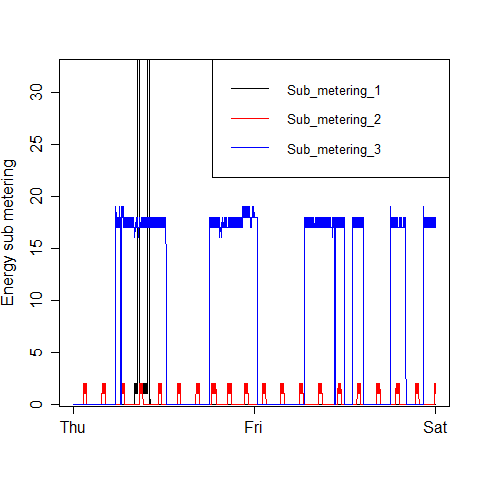 Sub_metering_1
Sub_metering_2
Sub_metering_3
Energy sub metering
30
25
20
15
10
5
0
Thu Fri Sat